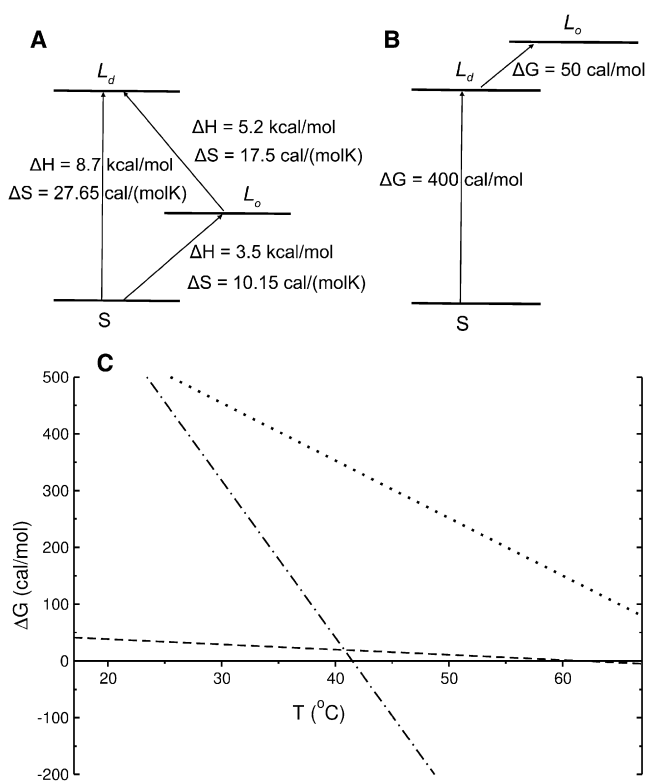 A
L_d
ΔH = 5.2 kcal/mol
ΔS = 17.5 cal/(molK)
ΔH = 8.7 kcal/mol
ΔS = 27.65 cal/(molK)
L_o
ΔH = 3.5 kcal/mol
ΔS = 10.15 cal/(molK)
S
B
L_o
L_d
ΔG = 50 cal/mol
ΔG = 400 cal/mol
S
C
500
400
300
200
100
0
-100
-200
ΔG (cal/mol)
20 30 40 50 60
T (°C)